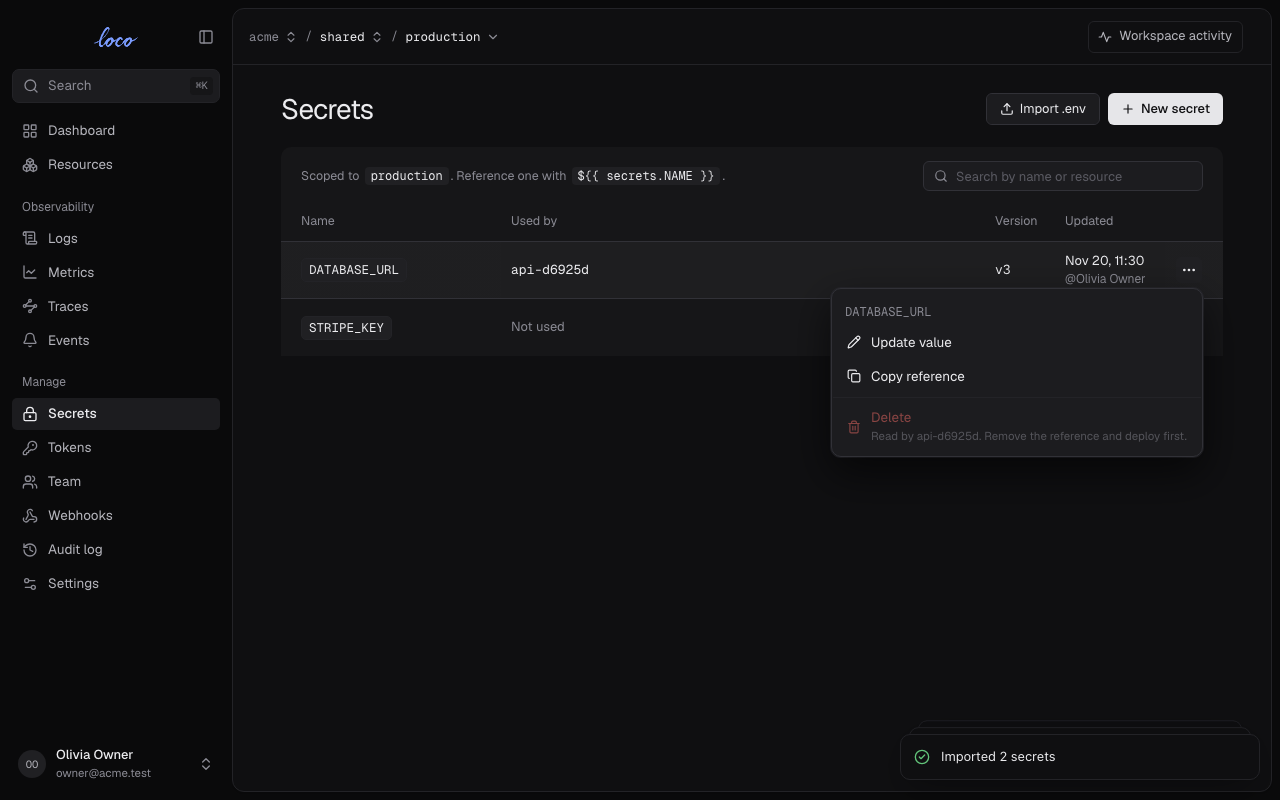 loco
acme / shared / production
Workspace activity
Search ⌘K
Dashboard
Resources
Observability
Logs
Metrics
Traces
Events
Manage
Secrets
Tokens
Team
Webhooks
Audit log
Settings
OO
Olivia Owner
owner@acme.test
Secrets
Import .env
New secret
Scoped to production. Reference one with ${{ secrets.NAME }}.
Search by name or resource
Name Used by Version Updated
DATABASE_URL api-d6925d v3 Nov 20, 11:30
@Olivia Owner
STRIPE_KEY Not used
DATABASE_URL
Update value
Copy reference
Delete
Read by api-d6925d. Remove the reference and deploy first.
Imported 2 secrets